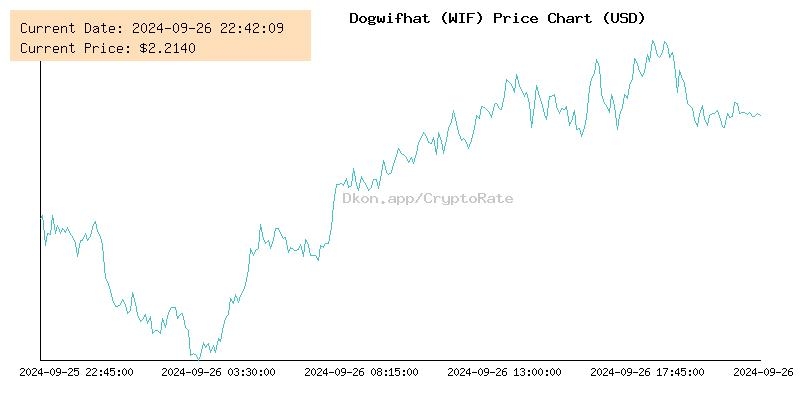 Dogwifhat (WIF) Price Chart (USD)
Current Date: 2024-09-26 22:42:09
Current Price: $2.2140
Dkon.app/CryptoRate
2024-09-25 22:45:00 2024-09-26 03:30:00 2024-09-26 08:15:00 2024-09-26 13:00:00 2024-09-26 17:45:00 2024-09-26